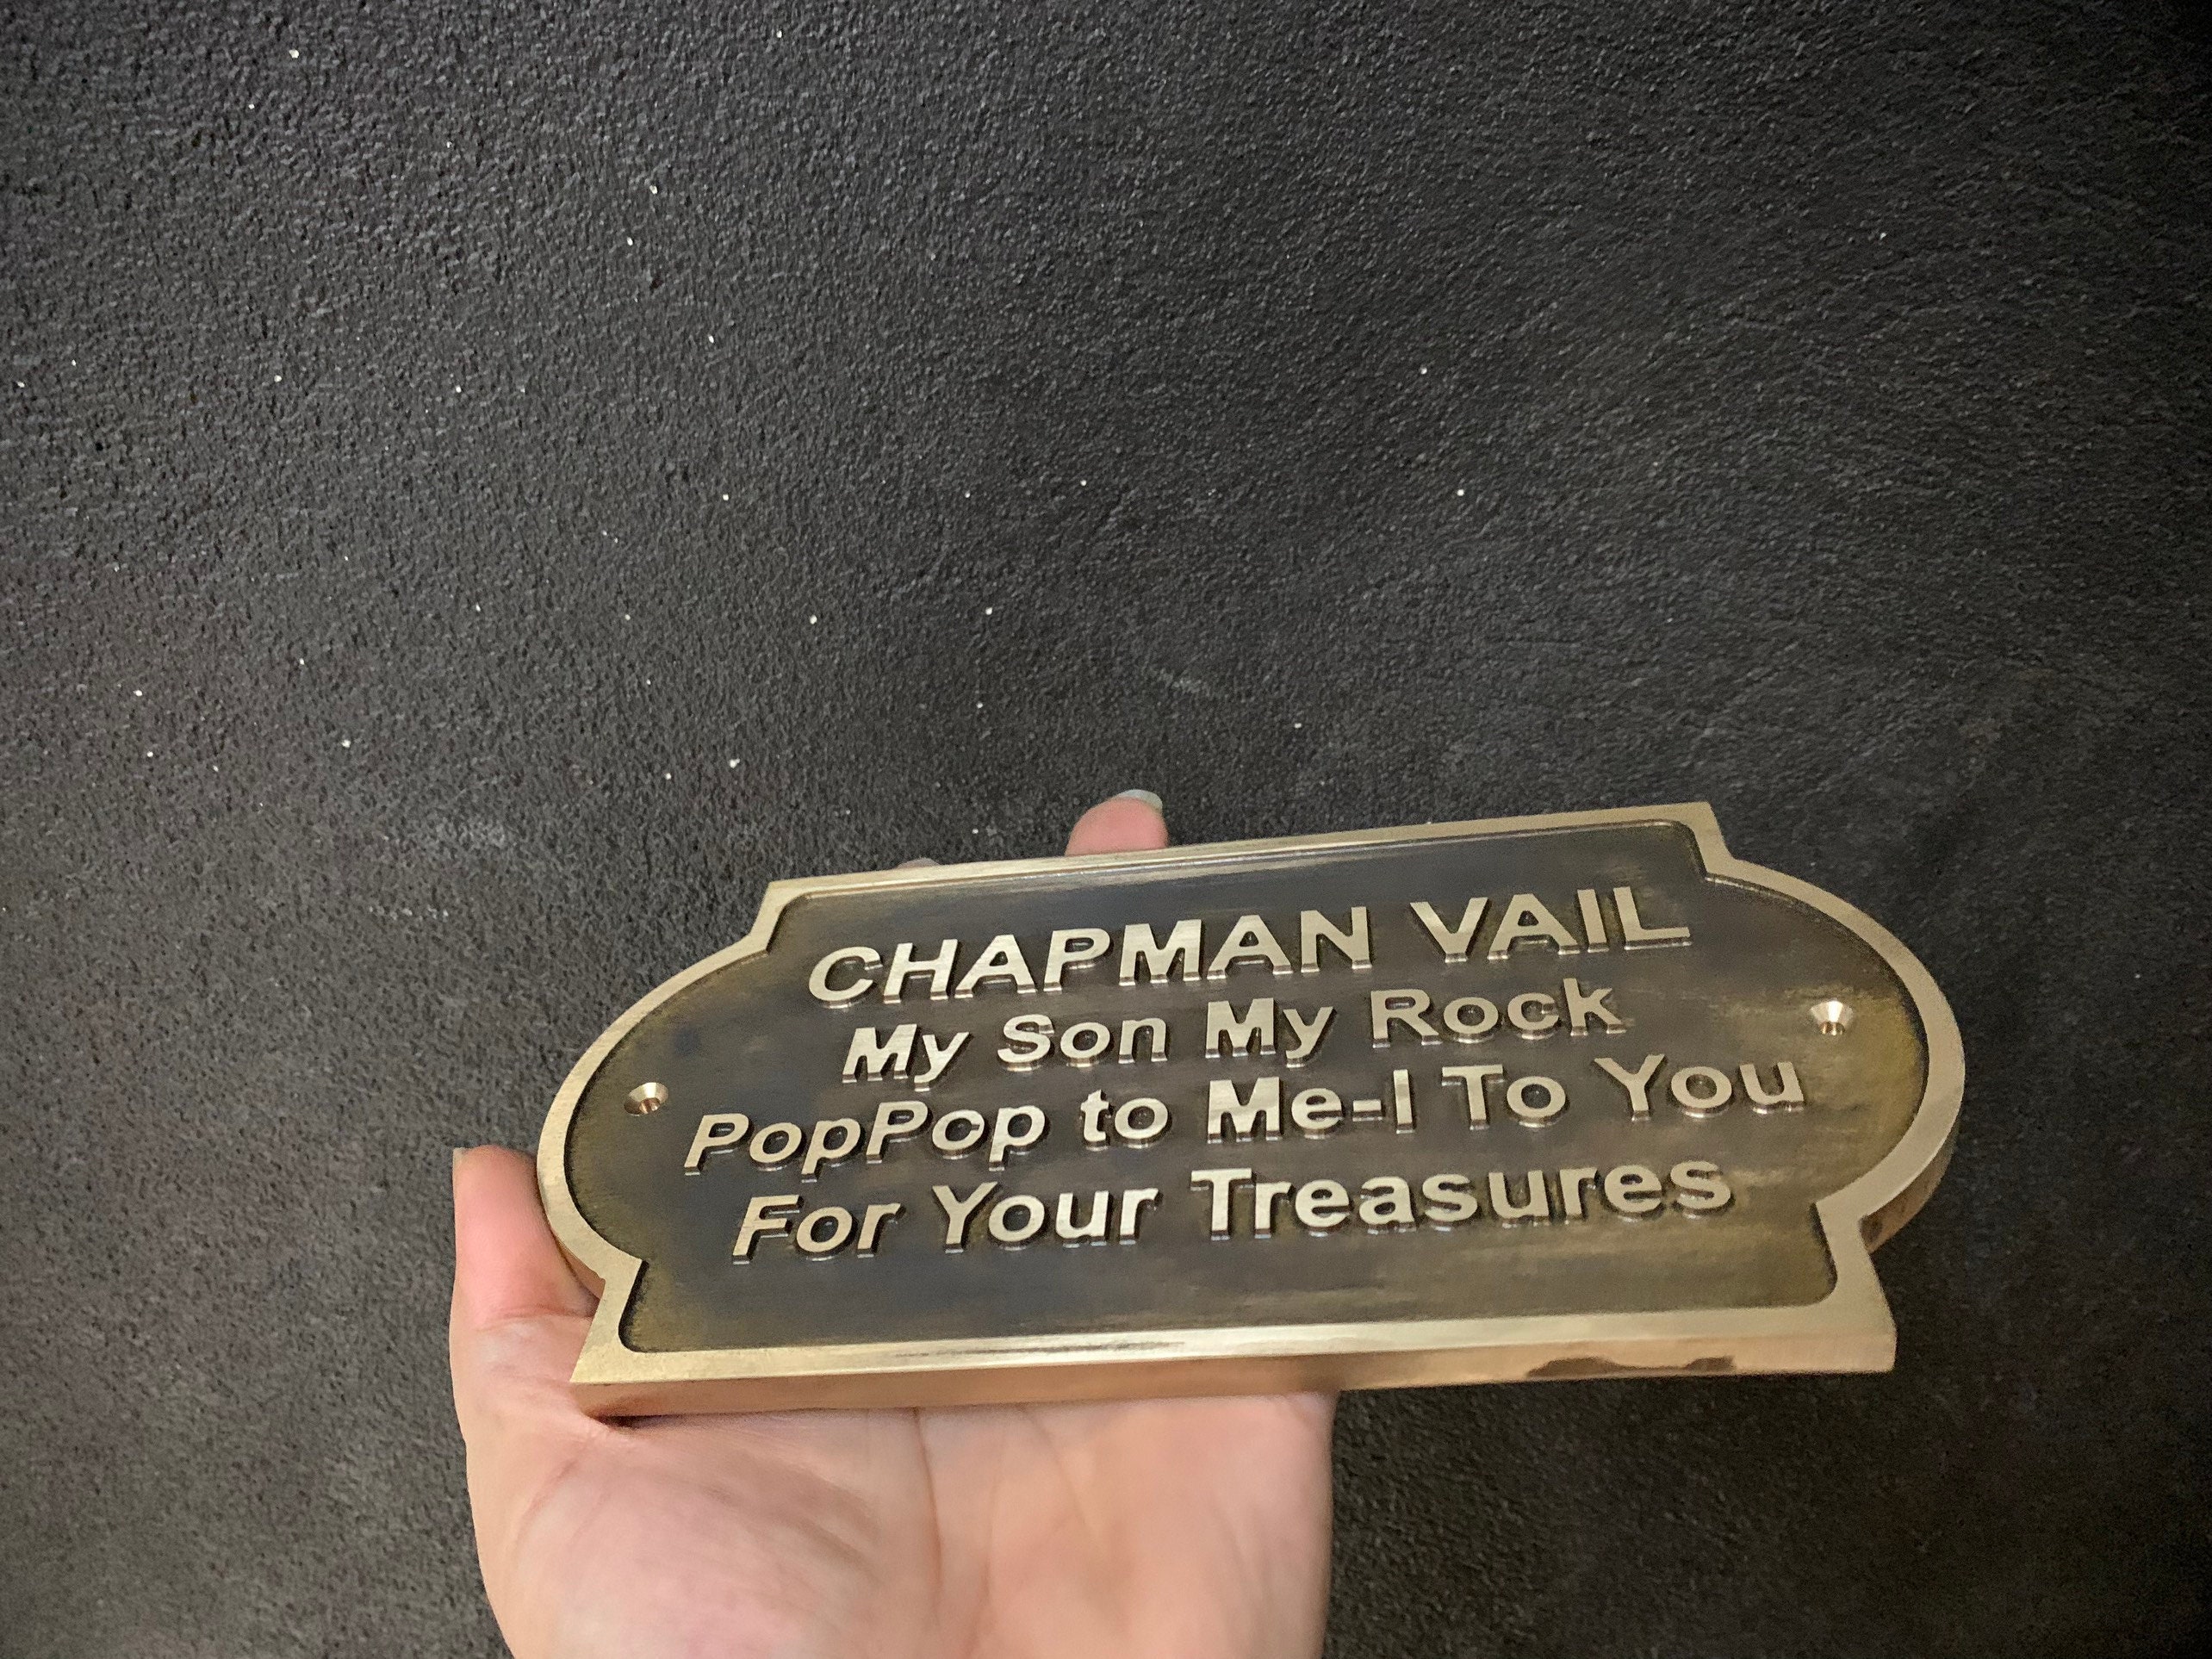 CHAPMAN VAIL
My Son My Rock
PopPop to Me-I To You
For Your Treasures